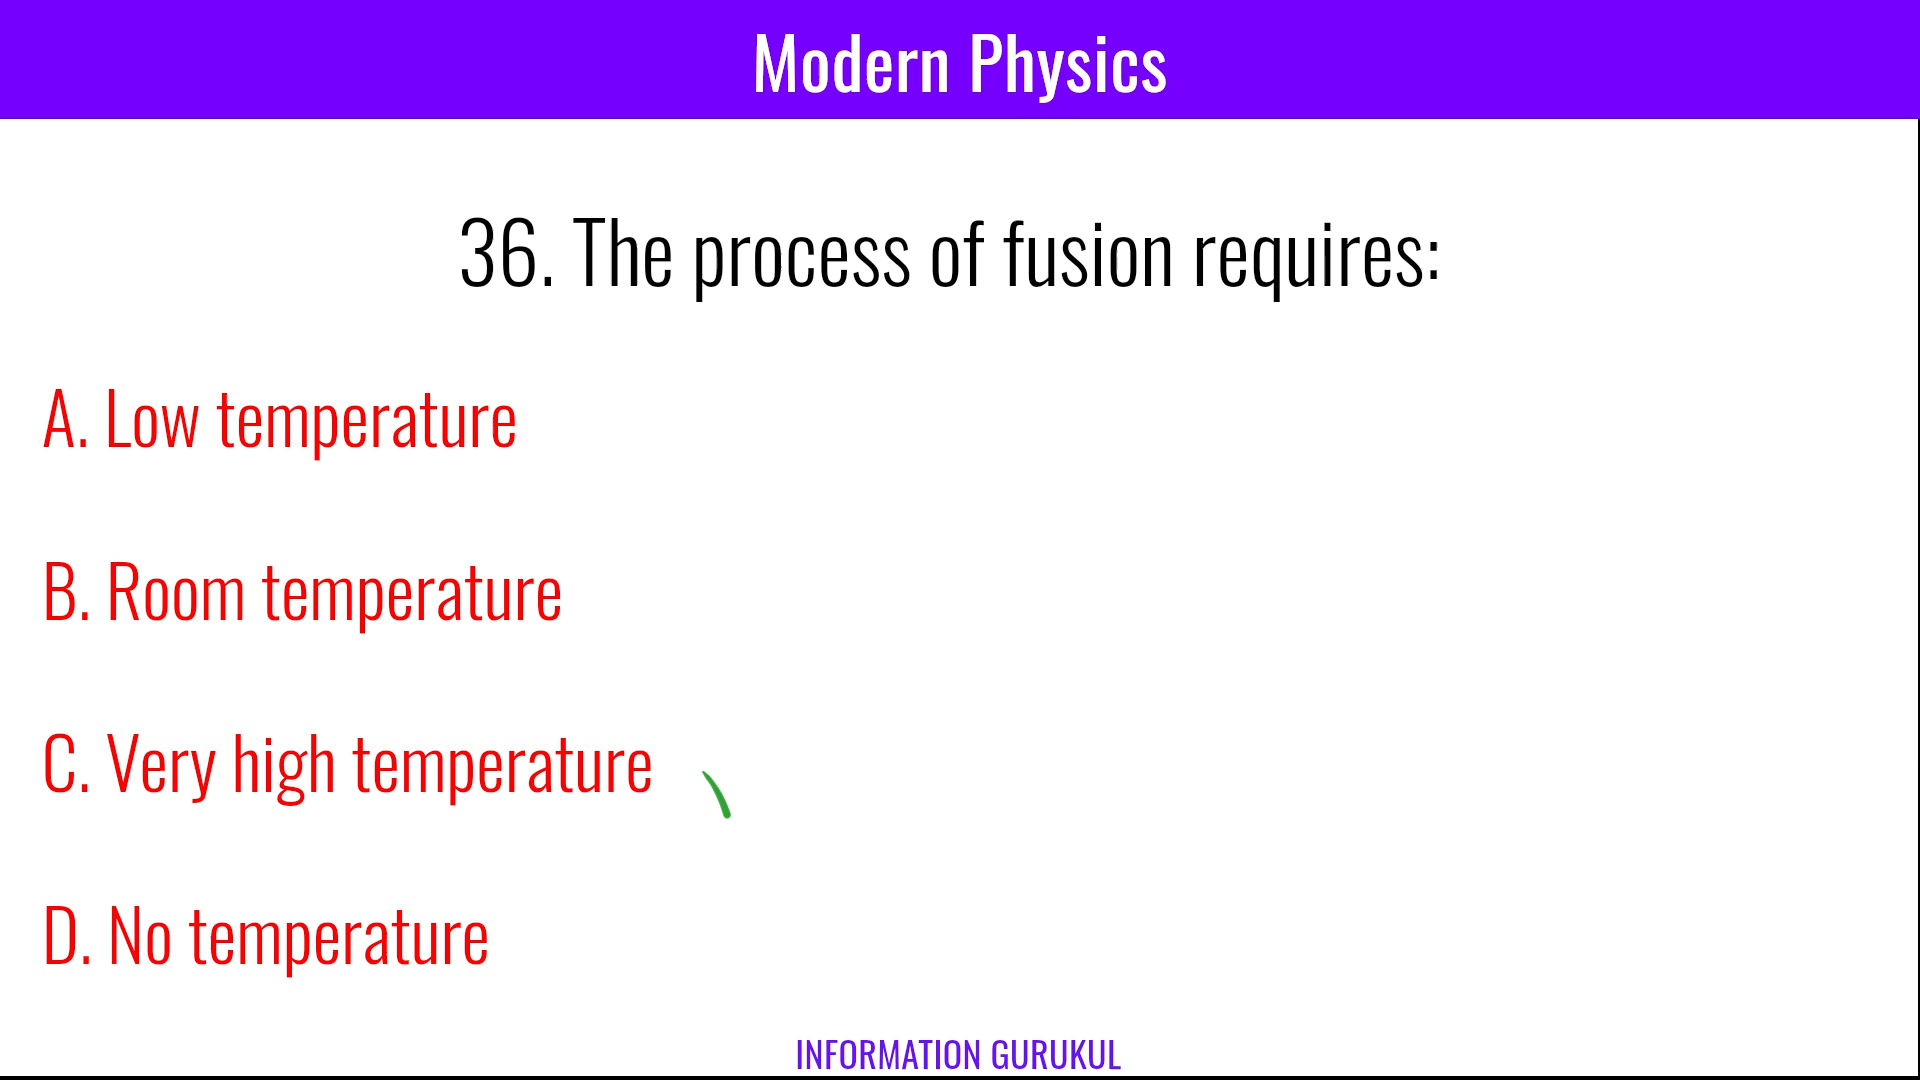 Modern Physics
36. The process of fusion requires:
A. Low temperature
B. Room temperature
C. Very high temperature
D. No temperature
INFORMATION GURUKUL